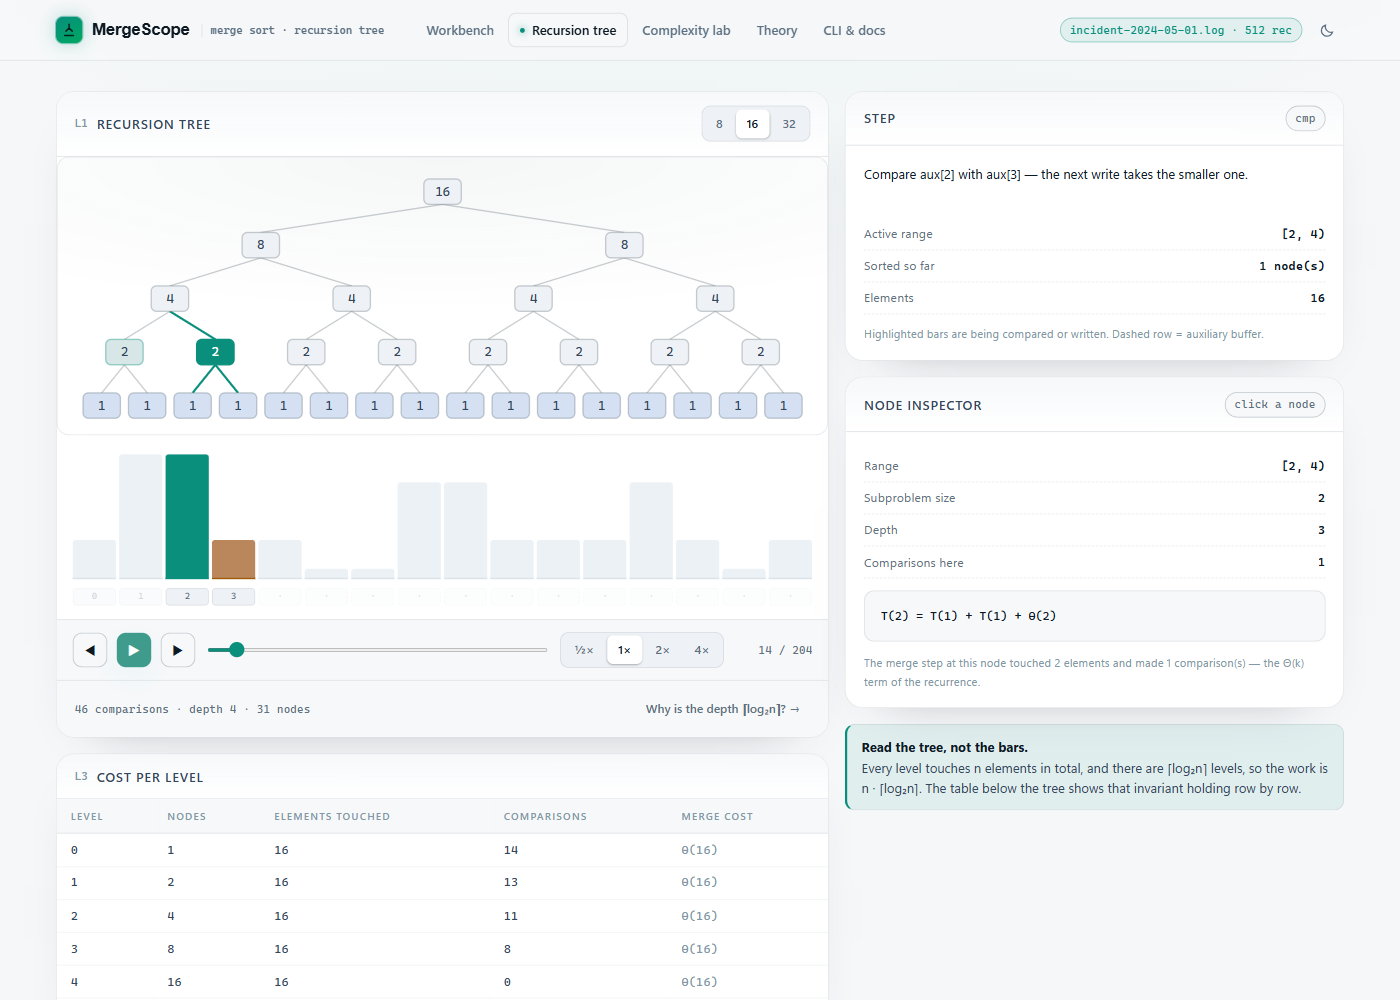 MergeScope
merge sort · recursion tree
Workbench
Recursion tree
Complexity lab
Theory
CLI & docs
incident-2024-05-01.log · 512 rec
L1 RECURSION TREE
8 16 32
16
8 8
4 4 4 4
2 2 2 2 2 2 2 2
1 1 1 1 1 1 1 1 1 1 1 1 1 1 1 1
0 1 2 3 · · · · · · · · · · · ·
½× 1× 2× 4×
14 / 204
46 comparisons · depth 4 · 31 nodes
Why is the depth ⌈log₂n⌉? →
L3 COST PER LEVEL
LEVEL NODES ELEMENTS TOUCHED COMPARISONS MERGE COST
0 1 16 14 θ(16)
1 2 16 13 θ(16)
2 4 16 11 θ(16)
3 8 16 8 θ(16)
4 16 16 0 θ(16)
STEP
cmp
Compare aux[2] with aux[3] — the next write takes the smaller one.
Active range [2, 4)
Sorted so far 1 node(s)
Elements 16
Highlighted bars are being compared or written. Dashed row = auxiliary buffer.
NODE INSPECTOR
click a node
Range [2, 4)
Subproblem size 2
Depth 3
Comparisons here 1
T(2) = T(1) + T(1) + θ(2)
The merge step at this node touched 2 elements and made 1 comparison(s) — the Θ(k)
term of the recurrence.
Read the tree, not the bars.
Every level touches n elements in total, and there are ⌈log₂n⌉ levels, so the work is
n · ⌈log₂n⌉. The table below the tree shows that invariant holding row by row.